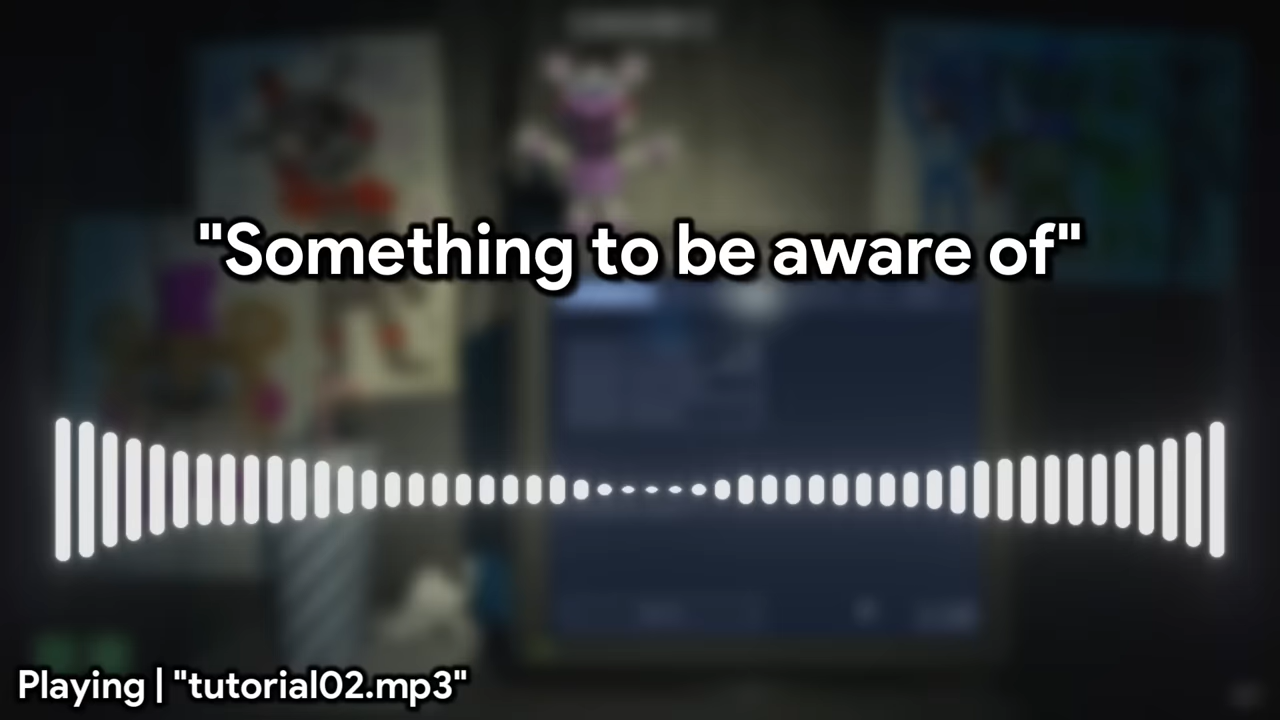 "Something to be aware of"
Playing | "tutorial02.mp3"